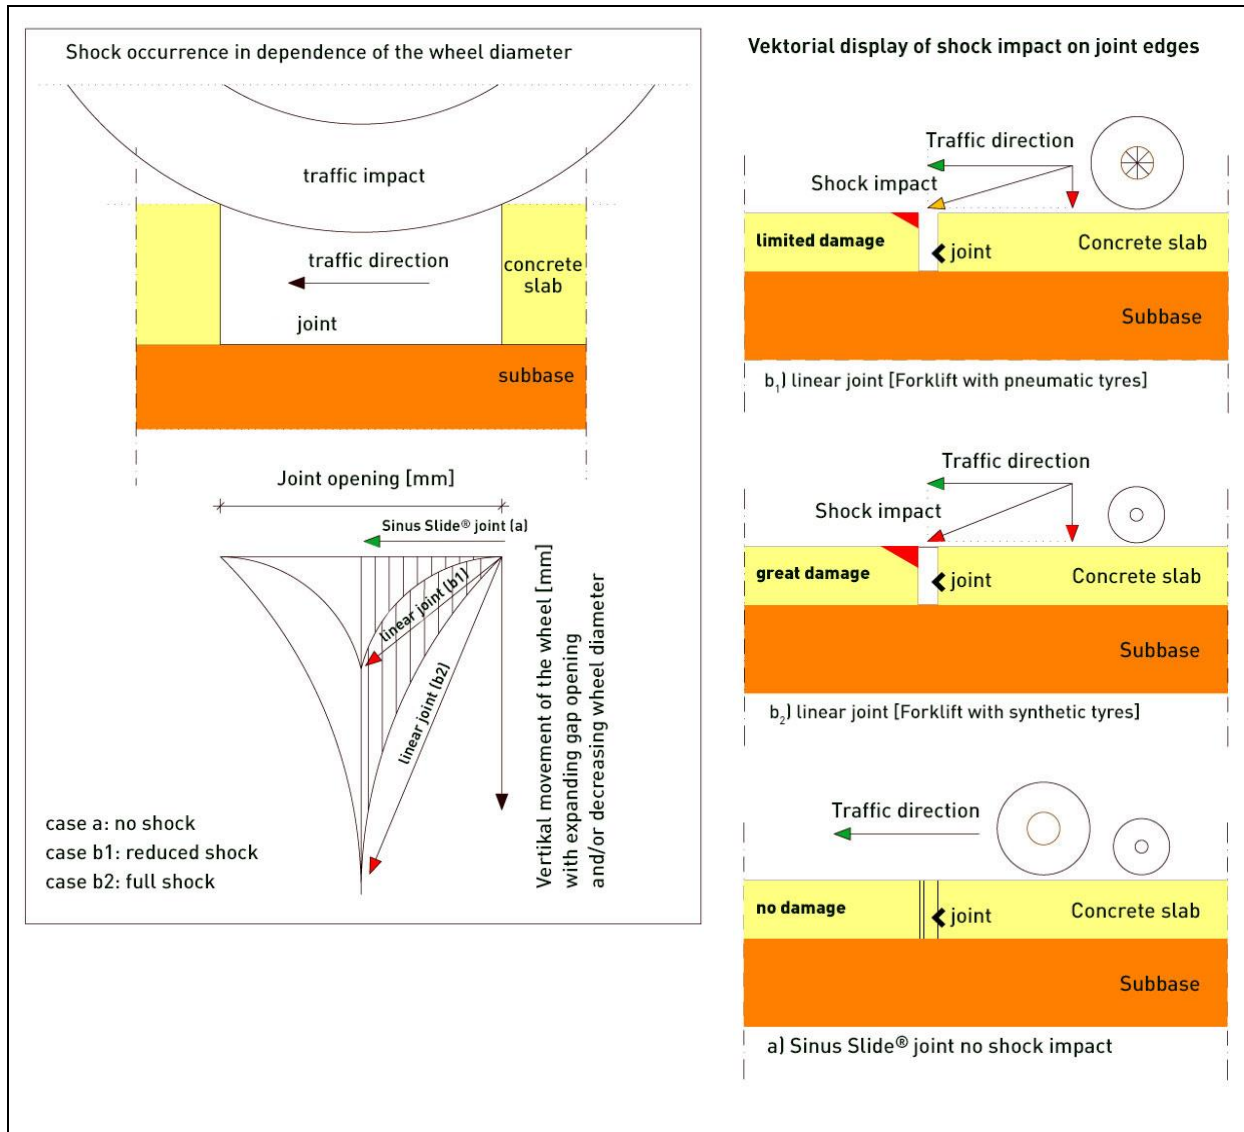 Shock occurrence in dependence of the wheel diameter
traffic impact
traffic direction
concrete
slab
joint
subbase
Joint opening [mm]
Sinus Slide® joint (a)
linear joint (b1)
linear joint (b2)
Vertikal movement of the wheel [mm]
with expanding gap opening
and/or decreasing wheel diameter
case a: no shock
case b1: reduced shock
case b2: full shock
Vektorial display of shock impact on joint edges
Traffic direction
Shock impact
limited damage
joint
Concrete slab
Subbase
b₁) linear joint [Forklift with pneumatic tyres]
Traffic direction
Shock impact
great damage
joint
Concrete slab
Subbase
b₂) linear joint [Forklift with synthetic tyres]
Traffic direction
no damage
joint
Concrete slab
Subbase
a) Sinus Slide® joint no shock impact